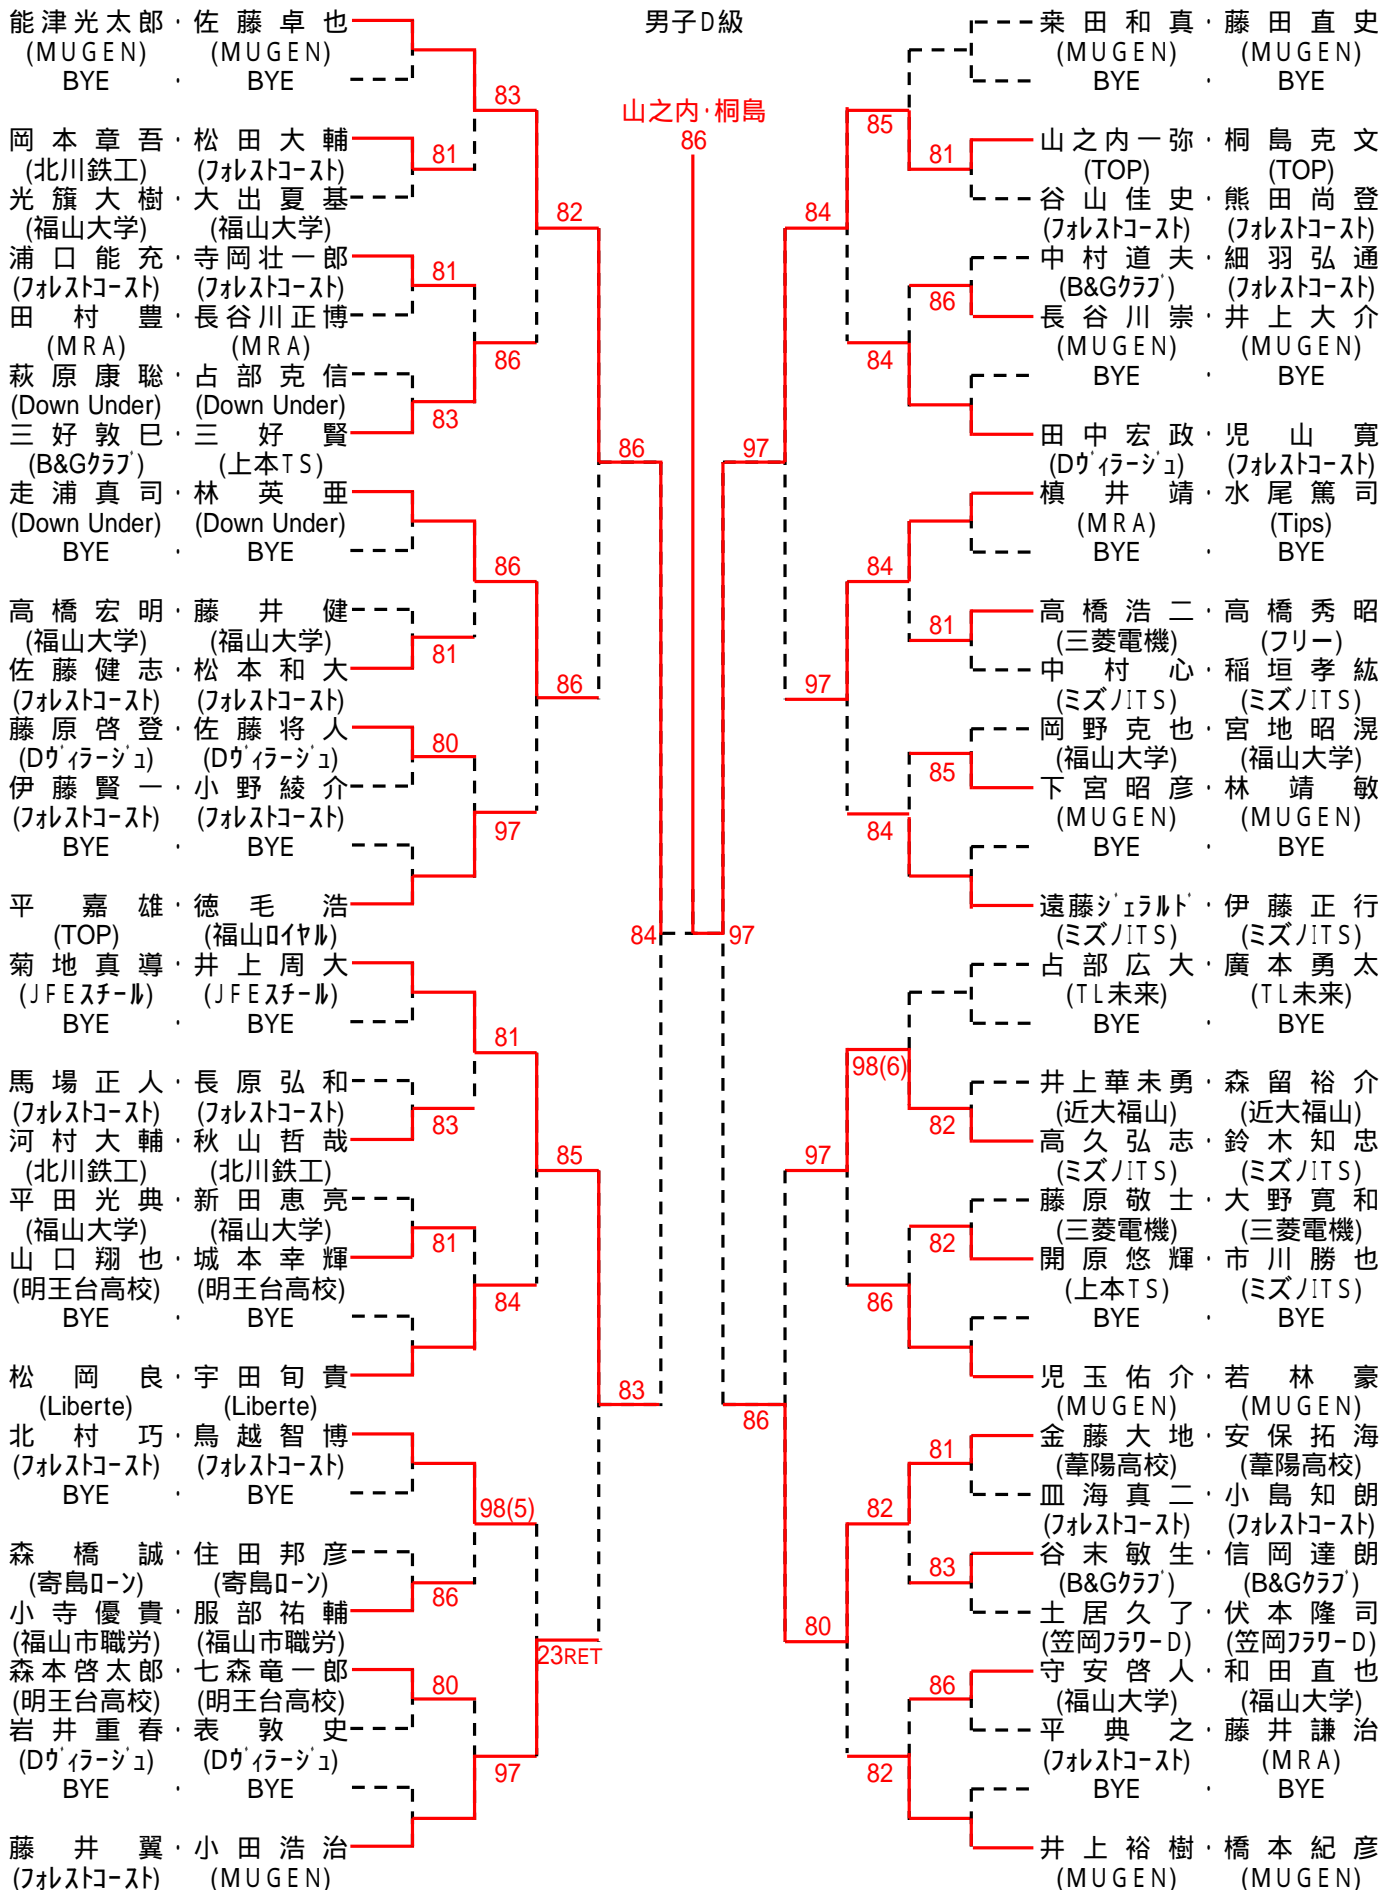 男子D級
山之内・桐島
86
能津光太郎・佐藤卓也
(MUGEN) (MUGEN)
BYE ・ BYE
岡本章吾・松田大輔
(北川鉄工) (フォレストコースト)
光籏大樹・大出夏基
(福山大学) (福山大学)
浦口能充・寺岡壮一郎
(フォレストコースト) (フォレストコースト)
田村豊・長谷川正博
(MRA) (MRA)
萩原康聡・占部克信
(Down Under) (Down Under)
三好敦巳・三好賢
(B&Gクラブ) (上本TS)
走浦真司・林英亜
(Down Under) (Down Under)
BYE ・ BYE
高橋宏明・藤井健
(福山大学) (福山大学)
佐藤健志・松本和大
(フォレストコースト) (フォレストコースト)
藤原啓登・佐藤将人
(Dヴィラージュ) (Dヴィラージュ)
伊藤賢一・小野綾介
(フォレストコースト) (フォレストコースト)
BYE ・ BYE
平嘉雄・徳毛浩
(TOP) (福山ロイヤル)
菊地真導・井上周大
(JFEスチール) (JFEスチール)
BYE ・ BYE
馬場正人・長原弘和
(フォレストコースト) (フォレストコースト)
河村大輔・秋山哲哉
(北川鉄工) (北川鉄工)
平田光典・新田恵亮
(福山大学) (福山大学)
山口翔也・城本幸輝
(明王台高校) (明王台高校)
BYE ・ BYE
松岡良・宇田旬貴
(Liberte) (Liberte)
北村巧・鳥越智博
(フォレストコースト) (フォレストコースト)
BYE ・ BYE
森橋誠・住田邦彦
(寄島ローン) (寄島ローン)
小寺優貴・服部祐輔
(福山市職労) (福山市職労)
森本啓太郎・七森竜一郎
(明王台高校) (明王台高校)
岩井重春・表敦史
(Dヴィラージュ) (Dヴィラージュ)
BYE ・ BYE
藤井翼・小田浩治
(フォレストコースト) (MUGEN)
83
81
81
83
86
82
86
81
80
97
86
86
81
83
81
84
85
98(5)
86
80
97
23RET
83
84
来田和真・藤田直史
(MUGEN) (MUGEN)
BYE ・ BYE
山之内一弥・桐島克文
(TOP) (TOP)
谷山佳史・熊田尚登
(フォレストコースト) (フォレストコースト)
中村道夫・細羽弘通
(B&Gクラブ) (フォレストコースト)
長谷川崇・井上大介
(MUGEN) (MUGEN)
BYE ・ BYE
田中宏政・児山寛
(Dヴィラージュ) (フォレストコースト)
槙井靖・水尾篤司
(MRA) (Tips)
BYE ・ BYE
高橋浩二・高橋秀昭
(三菱電機) (フリー)
中村心・稲垣孝紘
(ミズノITS) (ミズノITS)
岡野克也・宮地昭滉
(福山大学) (福山大学)
下宮昭彦・林靖敏
(MUGEN) (MUGEN)
BYE ・ BYE
遠藤ジェラルド・伊藤正行
(ミズノITS) (ミズノITS)
占部広大・廣本勇太
(TL未来) (TL未来)
BYE ・ BYE
井上華未勇・森留裕介
(近大福山) (近大福山)
高久弘志・鈴木知忠
(ミズノITS) (ミズノITS)
藤原敬士・大野寛和
(三菱電機) (三菱電機)
開原悠輝・市川勝也
(上本TS) (ミズノITS)
BYE ・ BYE
児玉佑介・若林豪
(MUGEN) (MUGEN)
金藤大地・安保拓海
(葦陽高校) (葦陽高校)
皿海真二・小島知朗
(フォレストコースト) (フォレストコースト)
谷末敏生・信岡達朗
(B&Gクラブ) (B&Gクラブ)
土居久了・伏本隆司
(笠岡フラワーD) (笠岡フラワーD)
守安啓人・和田直也
(福山大学) (福山大学)
平典之・藤井謙治
(フォレストコースト) (MRA)
BYE ・ BYE
井上裕樹・橋本紀彦
(MUGEN) (MUGEN)
85
81
84
86
84
97
84
81
97
85
84
97
98(6)
82
97
82
86
86
81
82
83
80
86
82